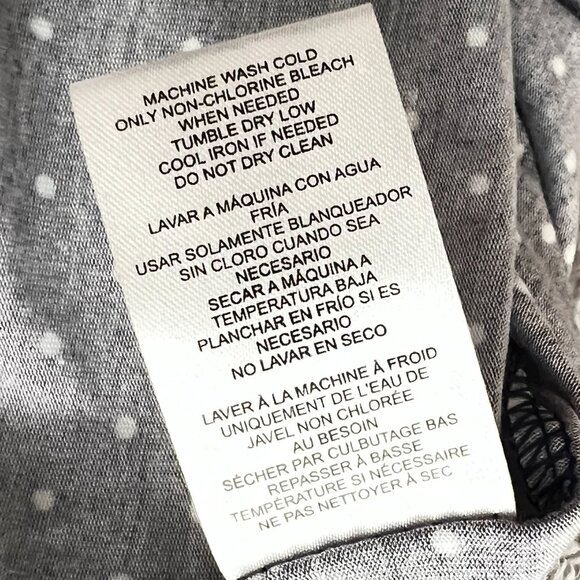 MACHINE WASH COLD
ONLY NON-CHLORINE BLEACH
WHEN NEEDED
TUMBLE DRY LOW
COOL IRON IF NEEDED
DO NOT DRY CLEAN
LAVAR A MÁQUINA CON AGUA
FRÍA
USAR SOLAMENTE BLANQUEADOR
SIN CLORO CUANDO SEA
NECESARIO
SECAR A MÁQUINA A
TEMPERATURA BAJA
PLANCHAR EN FRÍO SI ES
NECESARIO
NO LAVAR EN SECO
LAVER À LA MACHINE À FROID
UNIQUEMENT DE L'EAU DE
JAVEL NON CHLORÉE
AU BESOIN
SÉCHER PAR CULBUTAGE BAS
REPASSER À BASSE
TEMPÉRATURE SI NÉCESSAIRE
NE PAS NETTOYER À SEC